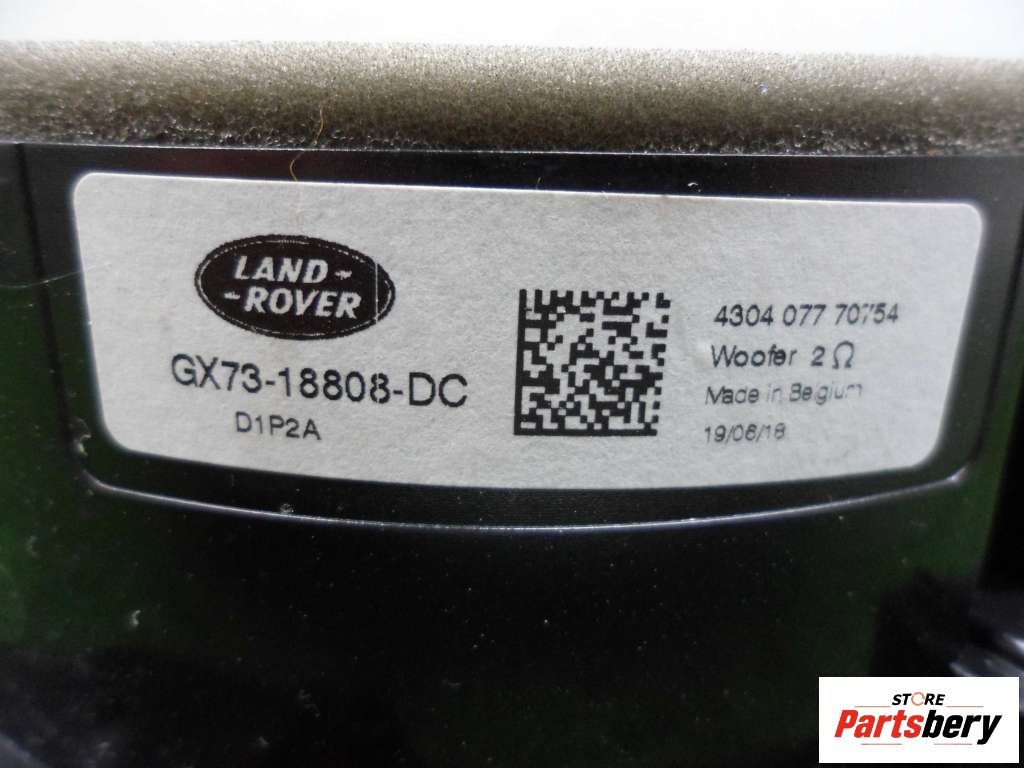 LAND-
-ROVER
GX73-18808-DC
D1P2A
4304 077 70754
Woofer 2 Ω
Made in Belgium
19/06/18
STORE
Partsbery